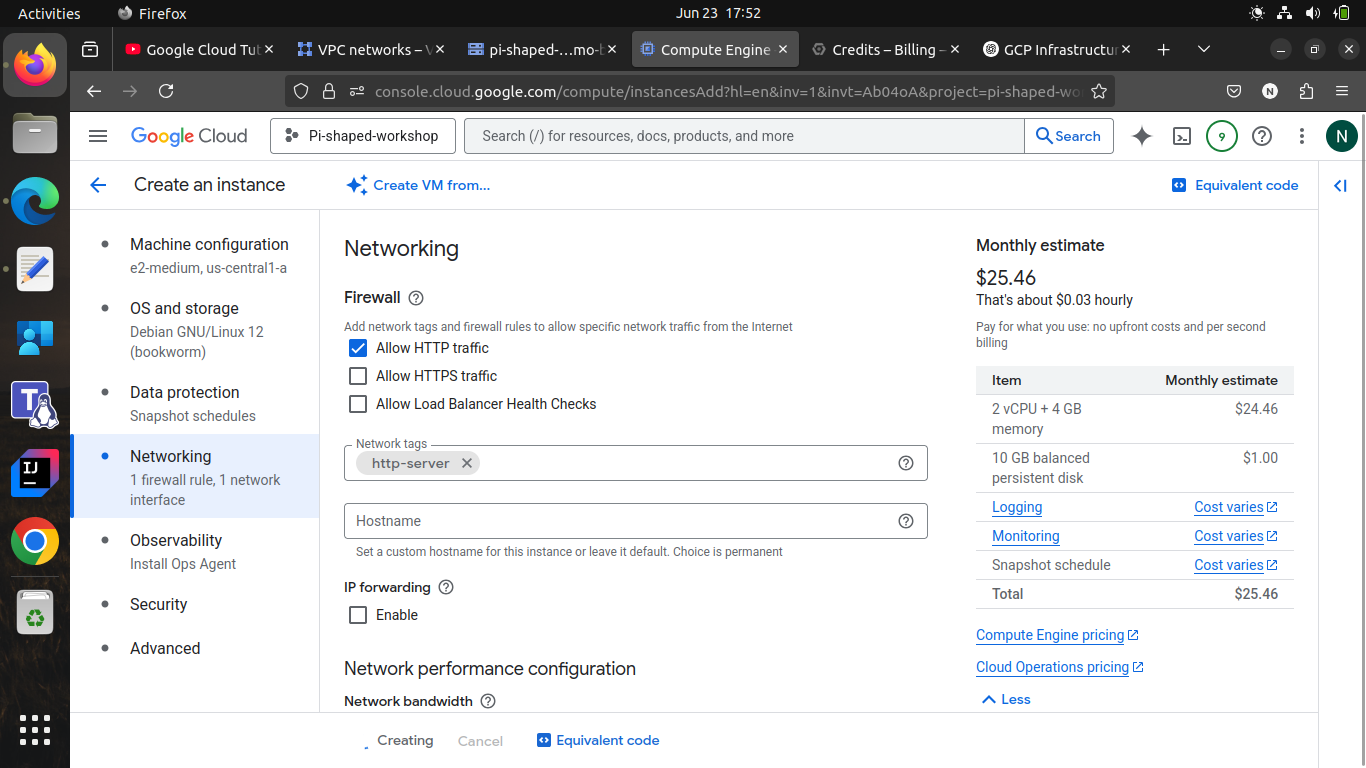 Activities
Firefox
Jun 23 17:52
Google Cloud Tut
VPC networks – V
pi-shaped-…mo-b
Compute Engine
Credits – Billing –
GCP Infrastructur
console.cloud.google.com/compute/instancesAdd?hl=en&inv=1&invt=Ab04oA&project=pi-shaped-wo
N
Google Cloud
Pi-shaped-workshop
Search (/) for resources, docs, products, and more
Search
9
N
Create an instance
Create VM from...
Equivalent code
Machine configuration
e2-medium, us-central1-a
OS and storage
Debian GNU/Linux 12
(bookworm)
Data protection
Snapshot schedules
Networking
1 firewall rule, 1 network
interface
Observability
Install Ops Agent
Security
Advanced
Networking
Firewall
Add network tags and firewall rules to allow specific network traffic from the Internet
Allow HTTP traffic
Allow HTTPS traffic
Allow Load Balancer Health Checks
Network tags
http-server
Hostname
Set a custom hostname for this instance or leave it default. Choice is permanent
IP forwarding
Enable
Network performance configuration
Network bandwidth
Monthly estimate
$25.46
That's about $0.03 hourly
Pay for what you use: no upfront costs and per second
billing
Item Monthly estimate
2 vCPU + 4 GB
memory
$24.46
10 GB balanced
persistent disk
$1.00
Logging Cost varies
Monitoring Cost varies
Snapshot schedule Cost varies
Total $25.46
Compute Engine pricing
Cloud Operations pricing
Less
Creating
Cancel
Equivalent code
T
IJ